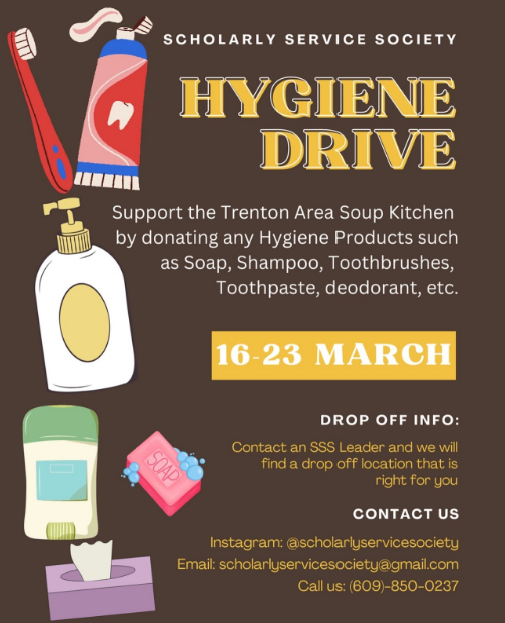 SCHOLARLY SERVICE SOCIETY
HYGIENE
DRIVE
Support the Trenton Area Soup Kitchen
by donating any Hygiene Products such
as Soap, Shampoo, Toothbrushes,
Toothpaste, deodorant, etc.
16-23 MARCH
DROP OFF INFO:
Contact an SSS Leader and we will
find a drop off location that is
right for you
SOAP
CONTACT US
Instagram: @scholarlyservicesociety
Email: scholarlyservicesociety@gmail.com
Call us: (609)-850-0237